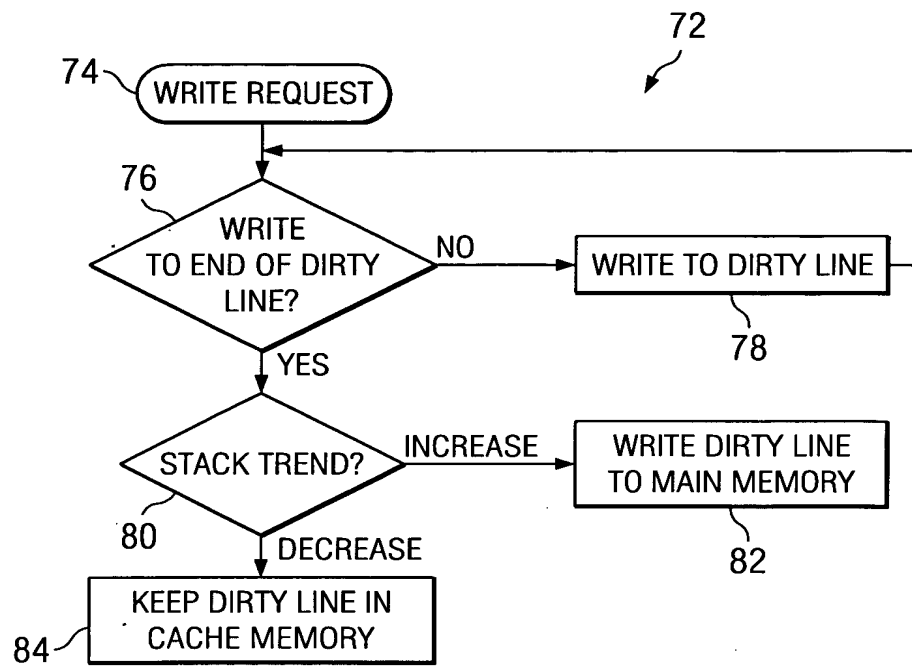 72
74
WRITE REQUEST
76
WRITE
TO END OF DIRTY
LINE?
NO
WRITE TO DIRTY LINE
78
YES
STACK TREND?
80
INCREASE
WRITE DIRTY LINE
TO MAIN MEMORY
82
DECREASE
KEEP DIRTY LINE IN
CACHE MEMORY
84